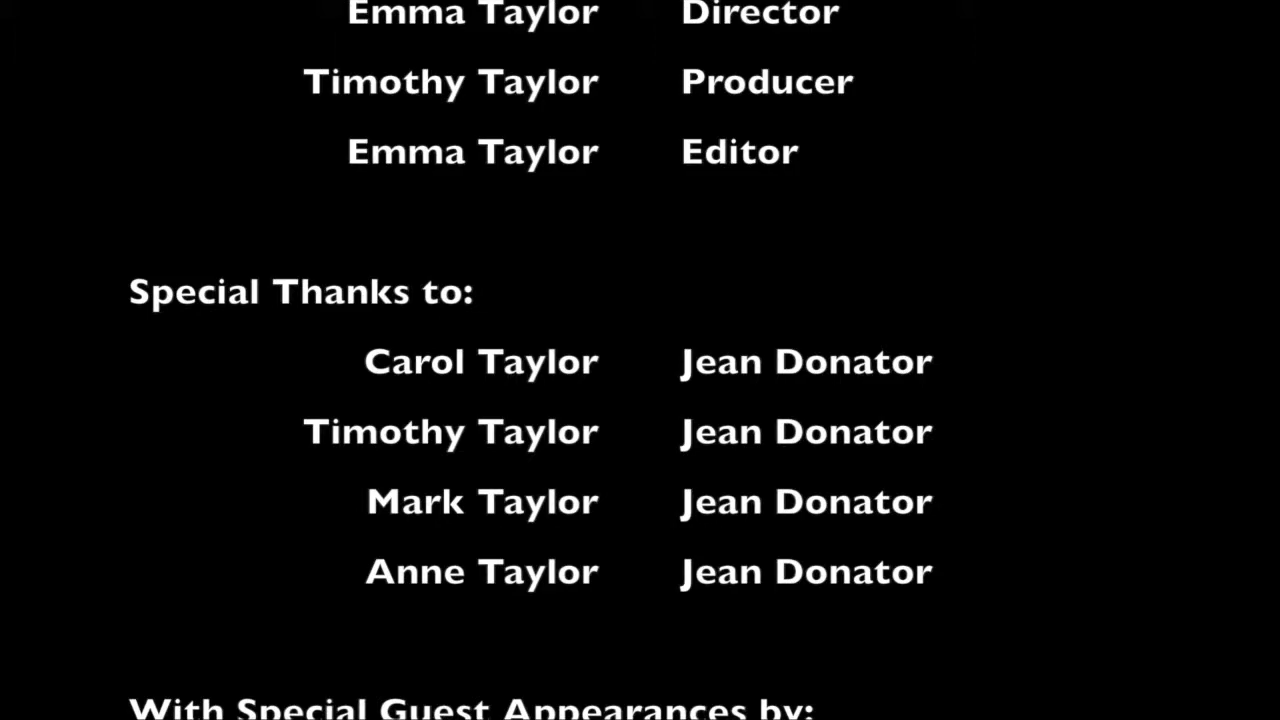 Emma Taylor Director
Timothy Taylor Producer
Emma Taylor Editor
Special Thanks to:
Carol Taylor Jean Donator
Timothy Taylor Jean Donator
Mark Taylor Jean Donator
Anne Taylor Jean Donator
With Special Guest Appearances by: